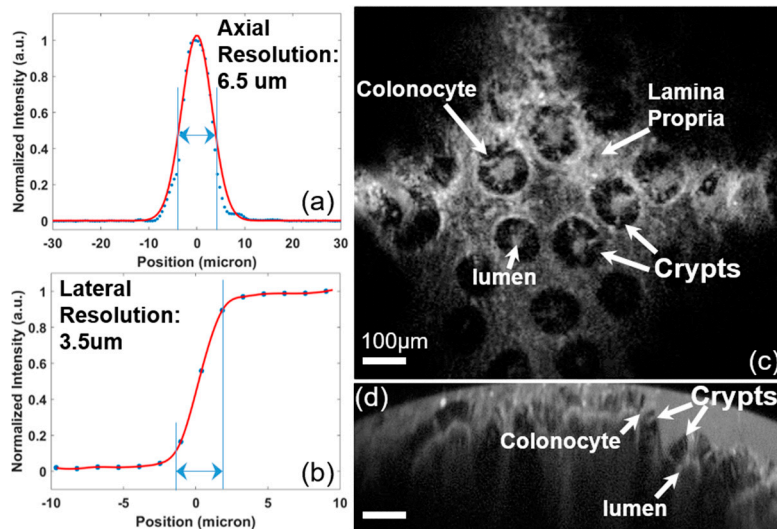 Normalized Intensity (a.u.)
1
0.8
0.6
0.4
0.2
0
Axial
Resolution:
6.5 um
(a)
-30 -20 -10 0 10 20 30
Position (micron)
Normalized Intensity (a.u.)
1
0.8
0.6
0.4
0.2
0
Lateral
Resolution:
3.5um
(b)
-10 -5 0 5 10
Position (micron)
Colonocyte
Lamina
Propria
lumen
Crypts
100µm
(c)
(d)
Crypts
Colonocyte
lumen